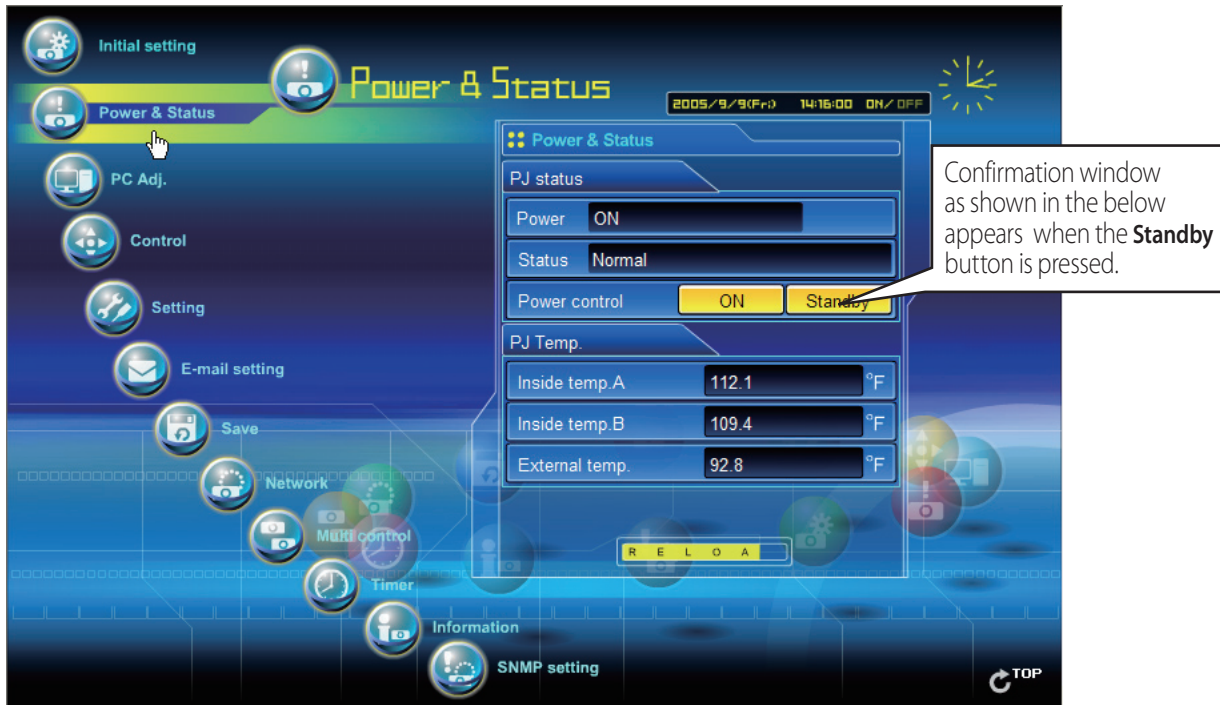 Initial setting
Power & Status
Power & Status
2005/9/9(Fri) 14:16:00 ON/OFF
PC Adj.
Control
Setting
E-mail setting
Save
Network
Multi control
Timer
Information
SNMP setting
Power & Status
PJ status
Power ON
Status Normal
Power control ON Standby
PJ Temp.
Inside temp.A 112.1 °F
Inside temp.B 109.4 °F
External temp. 92.8 °F
RELOA
Confirmation window
as shown in the below
appears when the Standby
button is pressed.
TOP